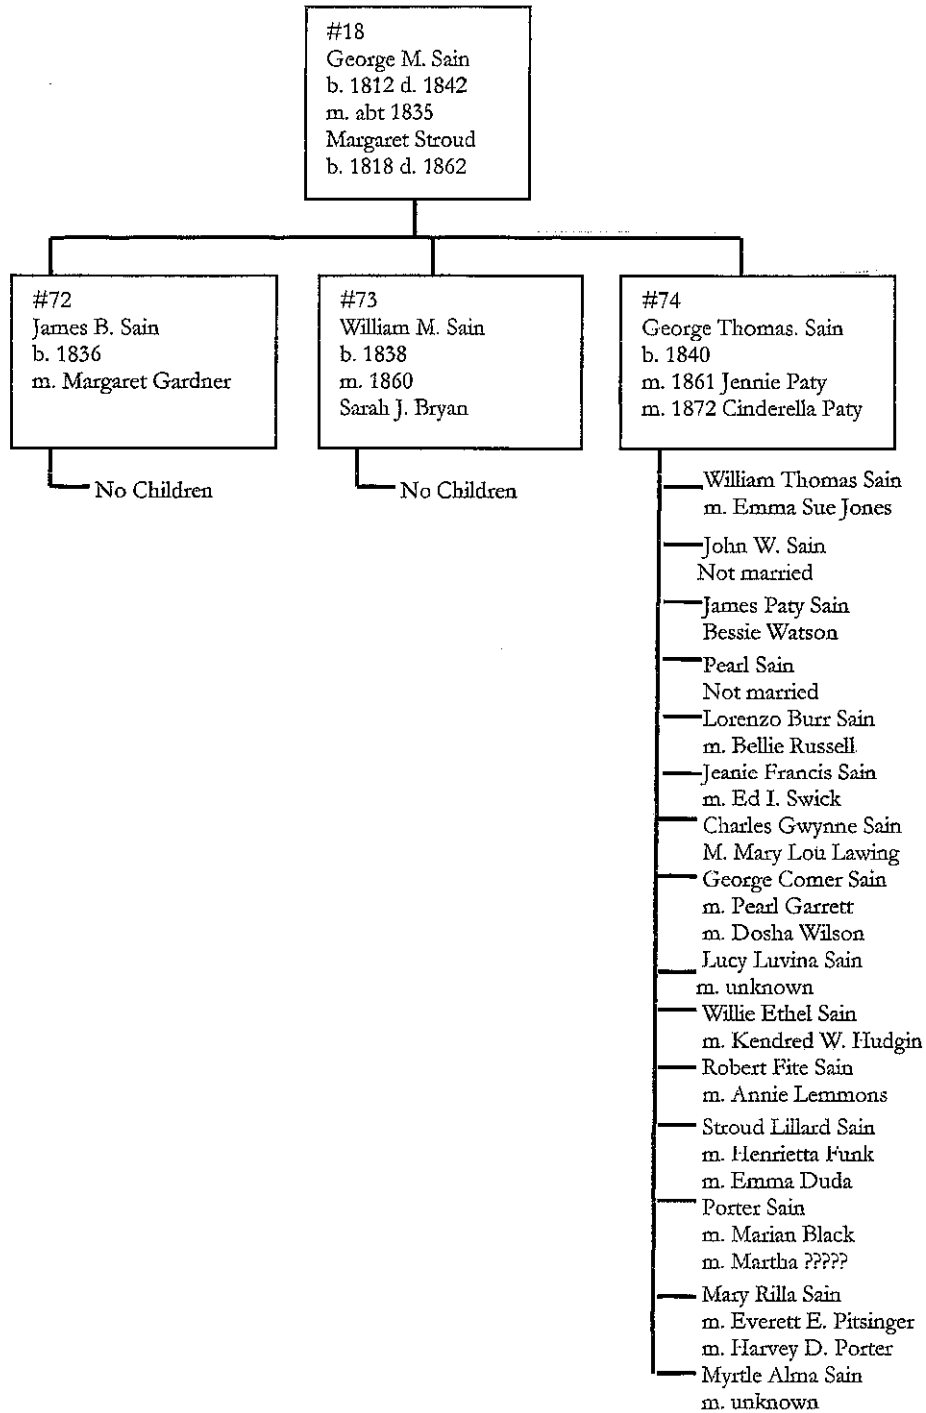 #18
George M. Sain
b. 1812 d. 1842
m. abt 1835
Margaret Stroud
b. 1818 d. 1862
#72
James B. Sain
b. 1836
m. Margaret Gardner
No Children
#73
William M. Sain
b. 1838
m. 1860
Sarah J. Bryan
No Children
#74
George Thomas. Sain
b. 1840
m. 1861 Jennie Paty
m. 1872 Cinderella Paty
William Thomas Sain
m. Emma Sue Jones
John W. Sain
Not married
James Paty Sain
Bessie Watson
Pearl Sain
Not married
Lorenzo Burr Sain
m. Bellie Russell
Jeanie Francis Sain
m. Ed I. Swick
Charles Gwynne Sain
M. Mary Lou Lawing
George Comer Sain
m. Pearl Garrett
m. Dosha Wilson
Lucy Luvina Sain
m. unknown
Willie Ethel Sain
m. Kendred W. Hudgin
Robert Fite Sain
m. Annie Lemmons
Stroud Lillard Sain
m. Henrietta Funk
m. Emma Duda
Porter Sain
m. Marian Black
m. Martha ?????
Mary Rilla Sain
m. Everett E. Pitsinger
m. Harvey D. Porter
Myrtle Alma Sain
m. unknown